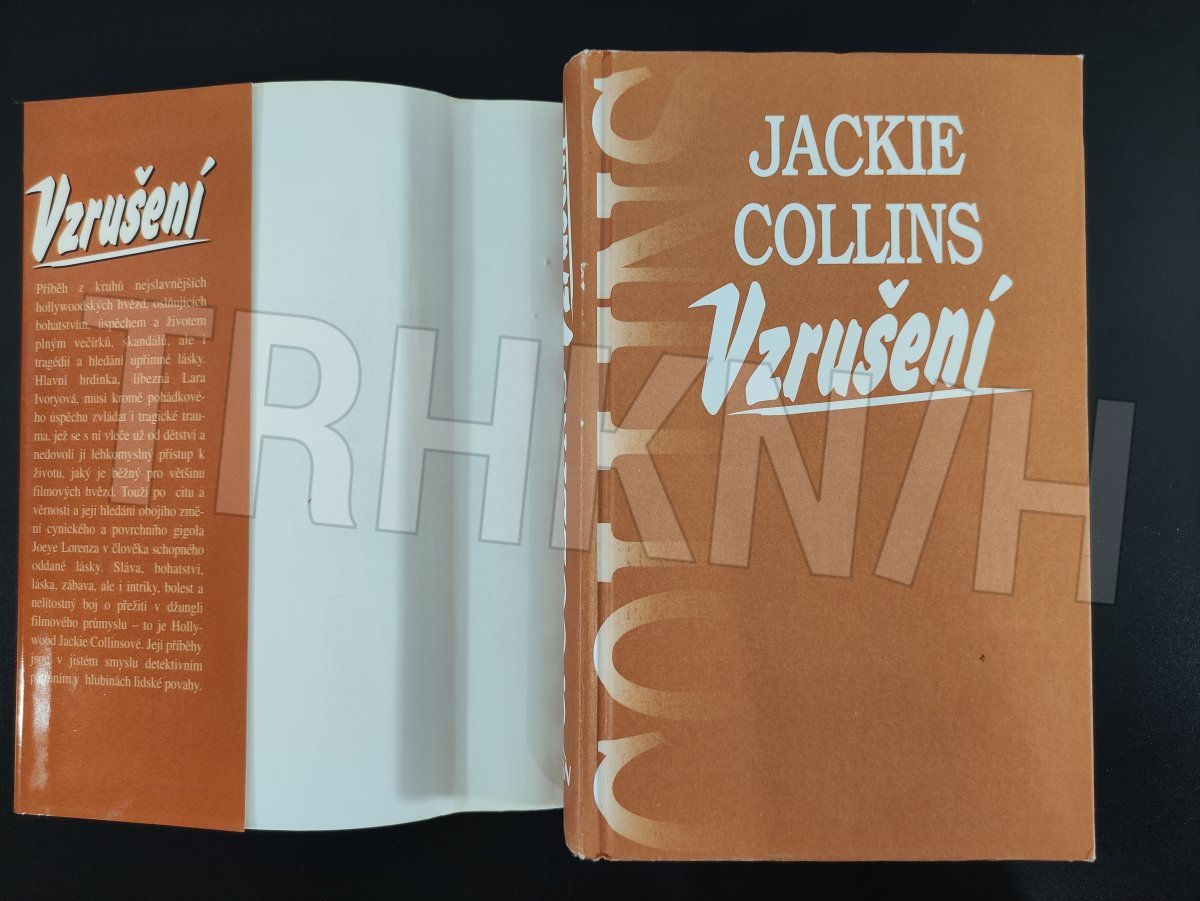 Vzrušení
Příběh z kruhů nejslavnějších
hollywoodských hvězd, oslňujících
bohatstvím, úspěchem a životem
plným večírků, skandálů, ale i
tragédií a hledání upřímné lásky.
Hlavní hrdinka, líbezná Lara
Ivoryová, musí kromě pohádkové-
ho úspěchu zvládat i tragické trau-
ma, jež se s ní vleče už od dětství a
nedovolí jí lehkomyslný přístup k
životu, jaký je běžný pro většinu
filmových hvězd. Touží po citu a
věrnosti a její hledání obojího změ-
ní cynického a povrchního gigola
Joeye Lorenza v člověka schopného
oddané lásky. Sláva, bohatství,
láska, zábava, ale i intriky, bolest a
nelítostný boj o přežití v džungli
filmového průmyslu – to je Holly-
wood Jackie Collinsové. Její příběhy
jsou v jistém smyslu detektivním
v hlubinách lidské povahy.
COLLINS
JACKIE
COLLINS
Vzrušení
TRHKNIH